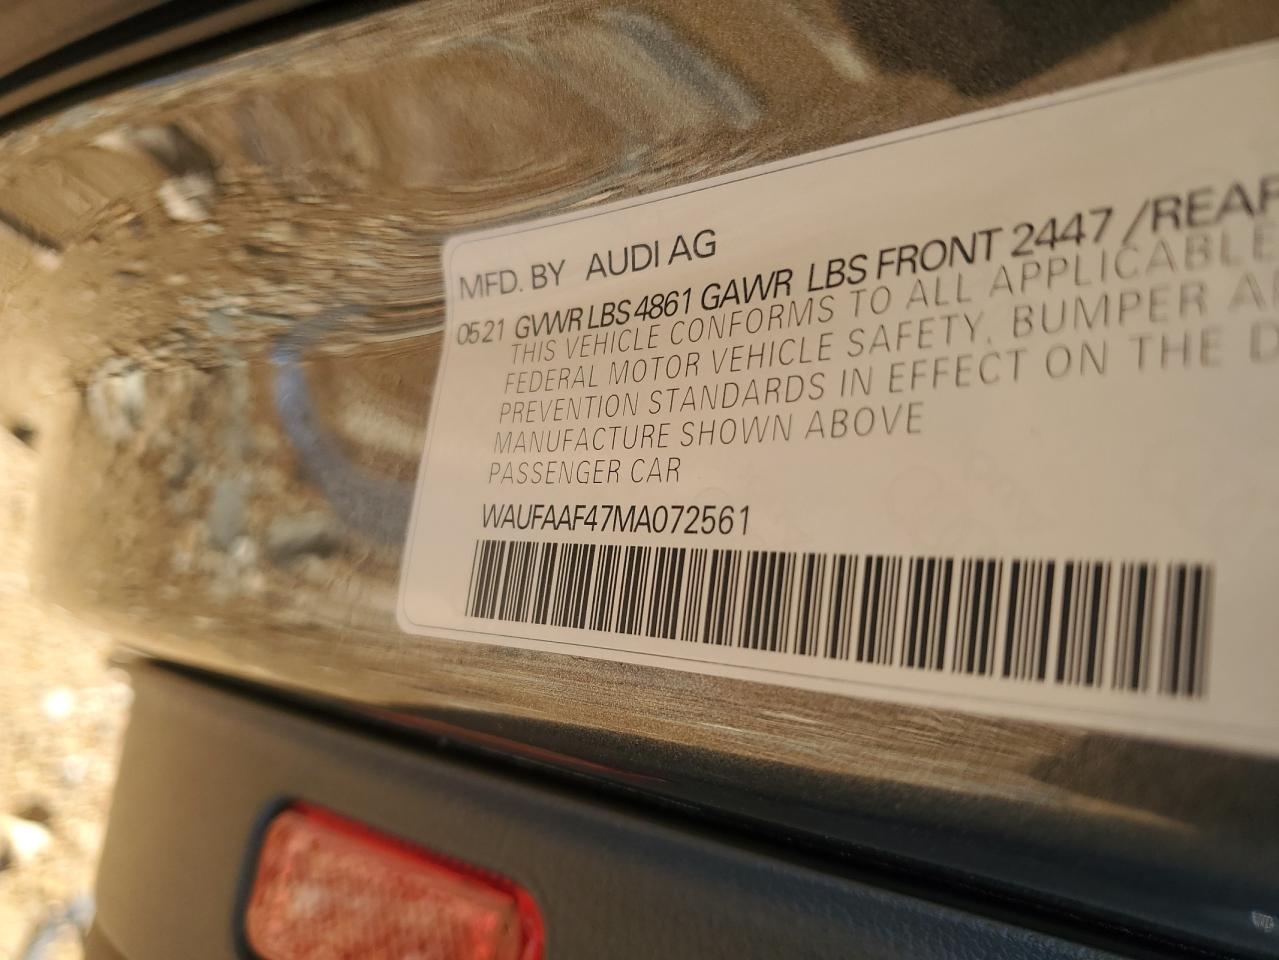 MFD. BY AUDI AG
0521 GVWR LBS 4861 GAWR LBS FRONT 2447 /REAR
THIS VEHICLE CONFORMS TO ALL APPLICABLE
FEDERAL MOTOR VEHICLE SAFETY, BUMPER
PREVENTION STANDARDS IN EFFECT ON THE
MANUFACTURE SHOWN ABOVE
PASSENGER CAR
WAUFAAF47MA072561